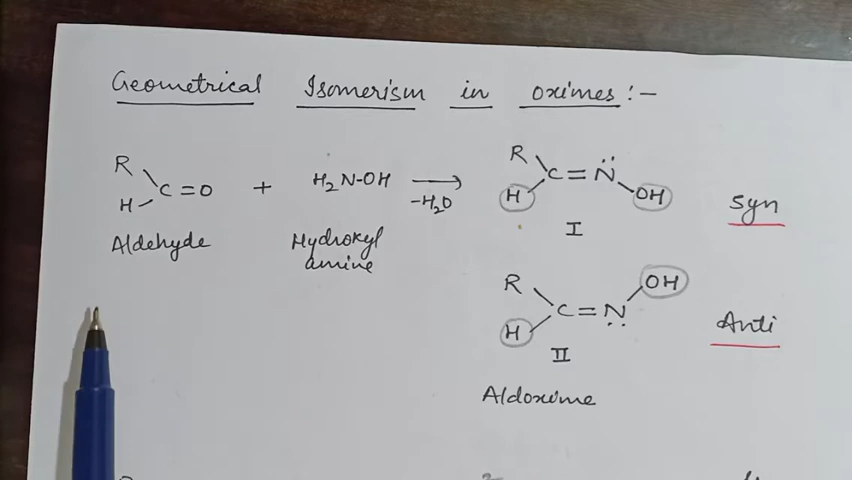 Geometrical Isomerism in oximes:-
R
H
C=O + H₂N-OH → -H₂O
Aldehyde
Hydroxyl amine
R
H
C=N̈
OH
I
Syn
R
H
C=N
OH
II
Anti
Aldoxime